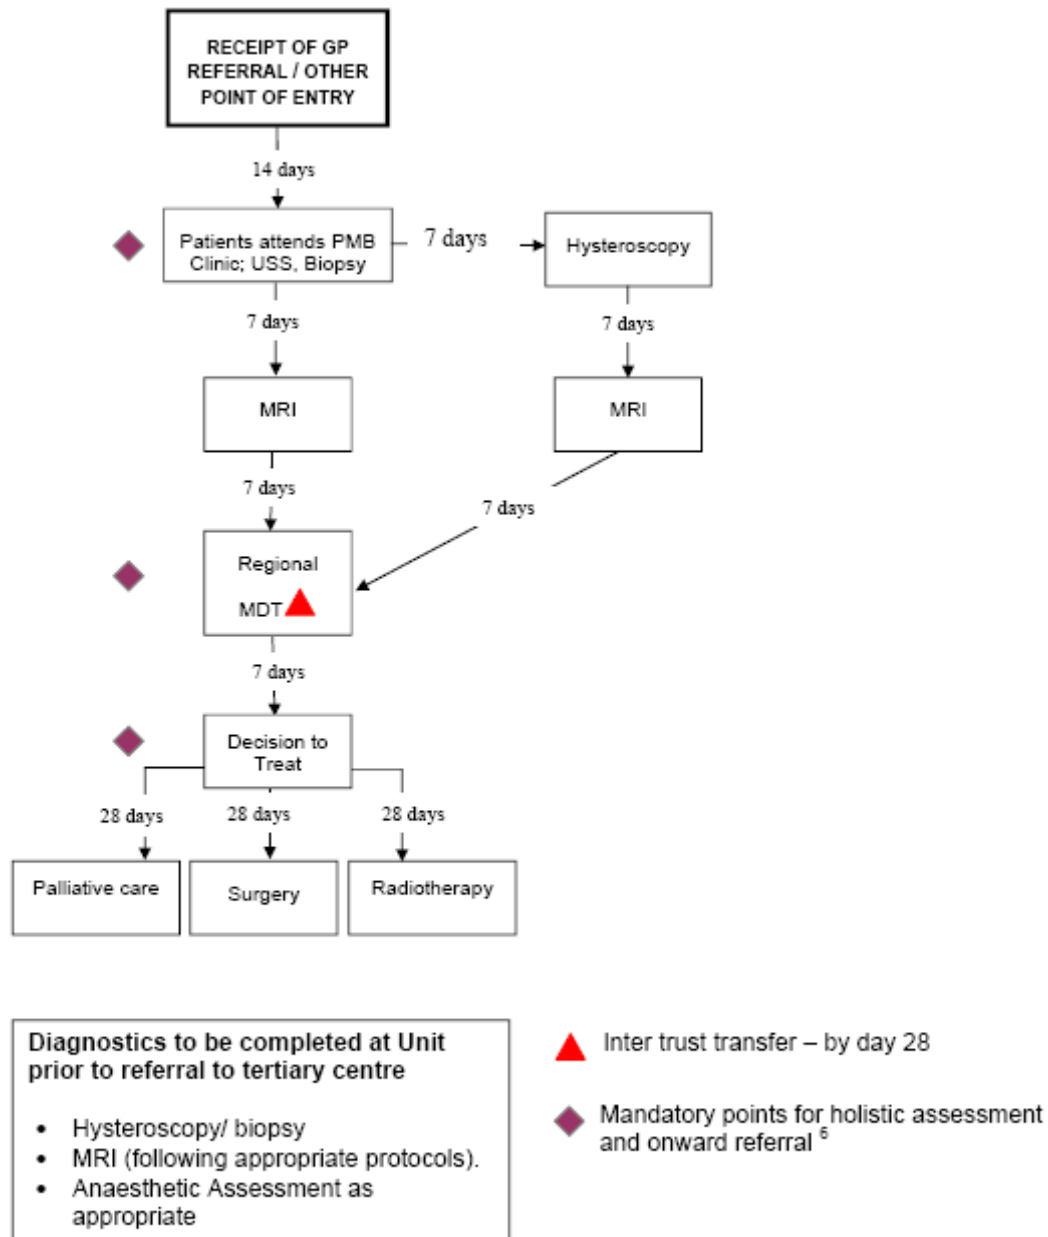 RECEIPT OF GP
REFERRAL / OTHER
POINT OF ENTRY
14 days
Patients attends PMB
Clinic; USS, Biopsy
7 days
Hysteroscopy
7 days
7 days
MRI
MRI
7 days
7 days
Regional
MDT
7 days
Decision to
Treat
28 days
28 days
28 days
Palliative care
Surgery
Radiotherapy
Diagnostics to be completed at Unit
prior to referral to tertiary centre
• Hysteroscopy/ biopsy
• MRI (following appropriate protocols).
• Anaesthetic Assessment as
appropriate
Inter trust transfer – by day 28
Mandatory points for holistic assessment
and onward referral 6